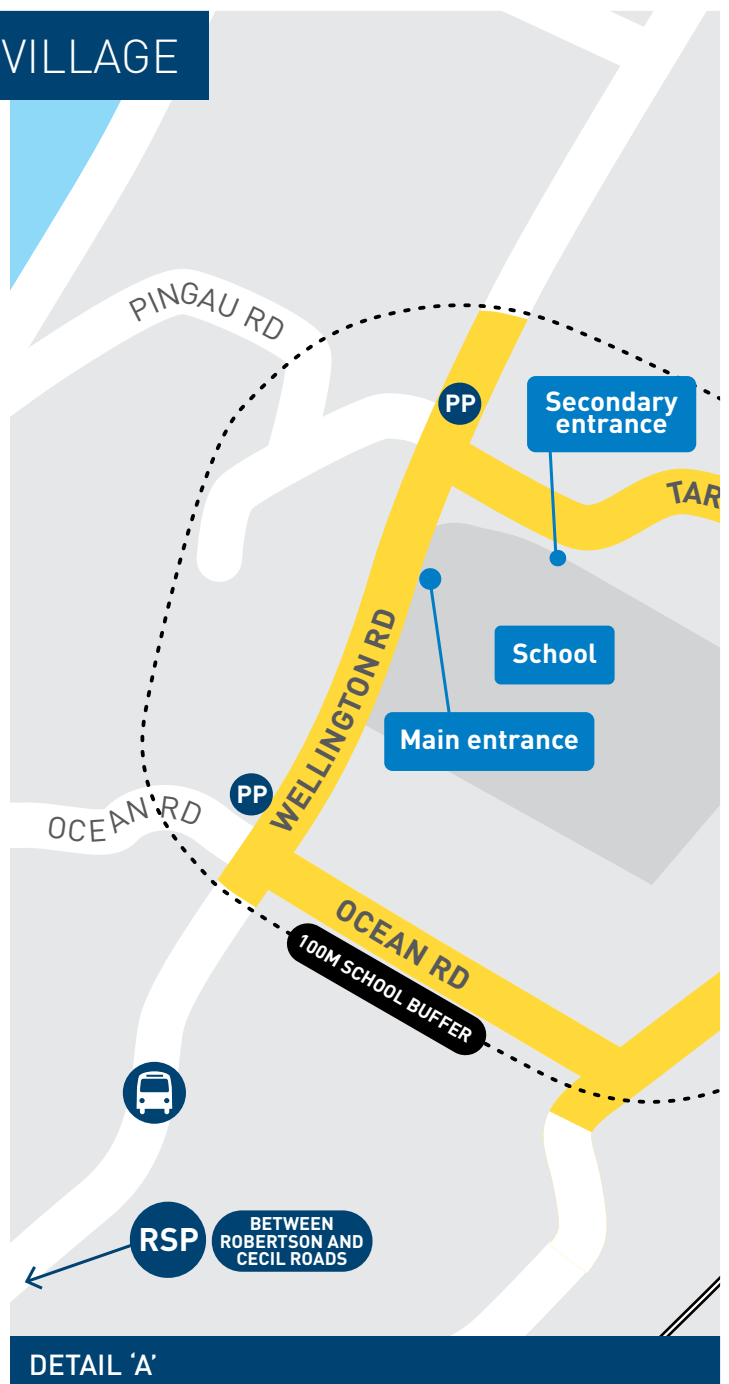 VILLAGE
PINGAU RD
PP
Secondary
entrance
TAR
School
WELLINGTON RD
Main entrance
PP
OCEAN RD
OCEAN RD
100M SCHOOL BUFFER
RSP
BETWEEN
ROBERTSON AND
CECIL ROADS
DETAIL ‘A’